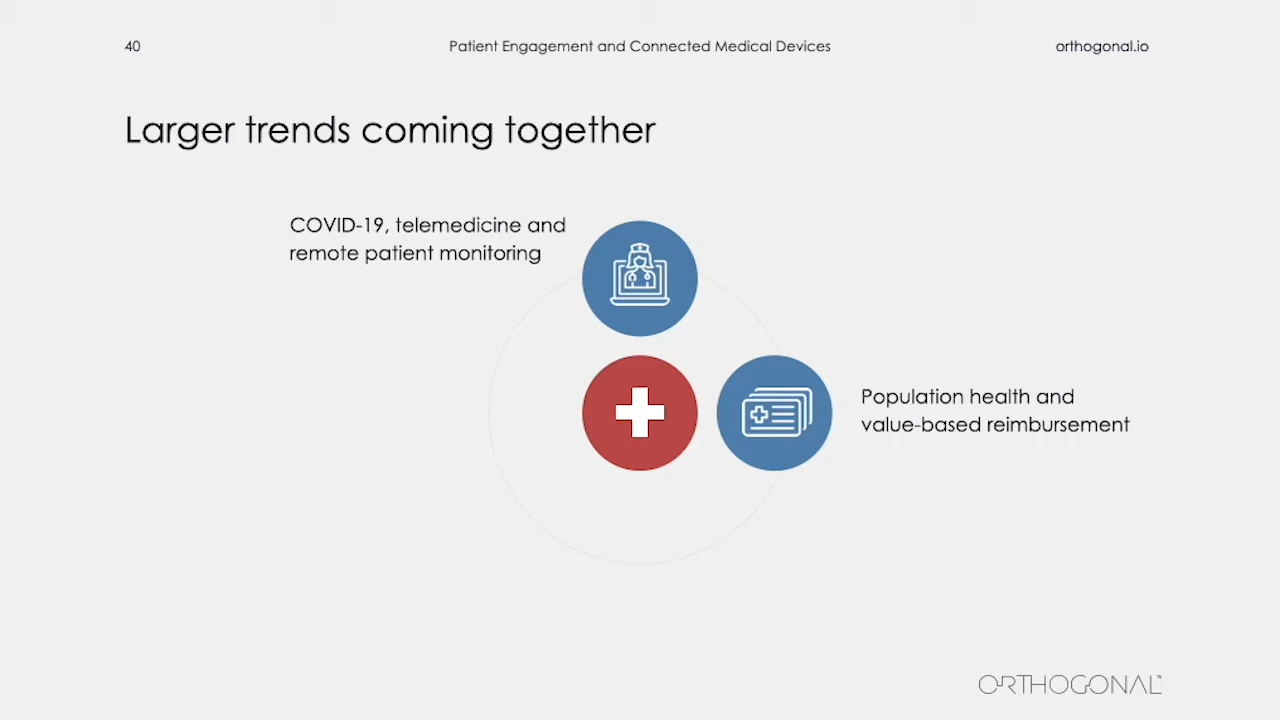 40
Patient Engagement and Connected Medical Devices
orthogonal.io
Larger trends coming together
COVID-19, telemedicine and
remote patient monitoring
Population health and
value-based reimbursement
ORTHOGONAL™